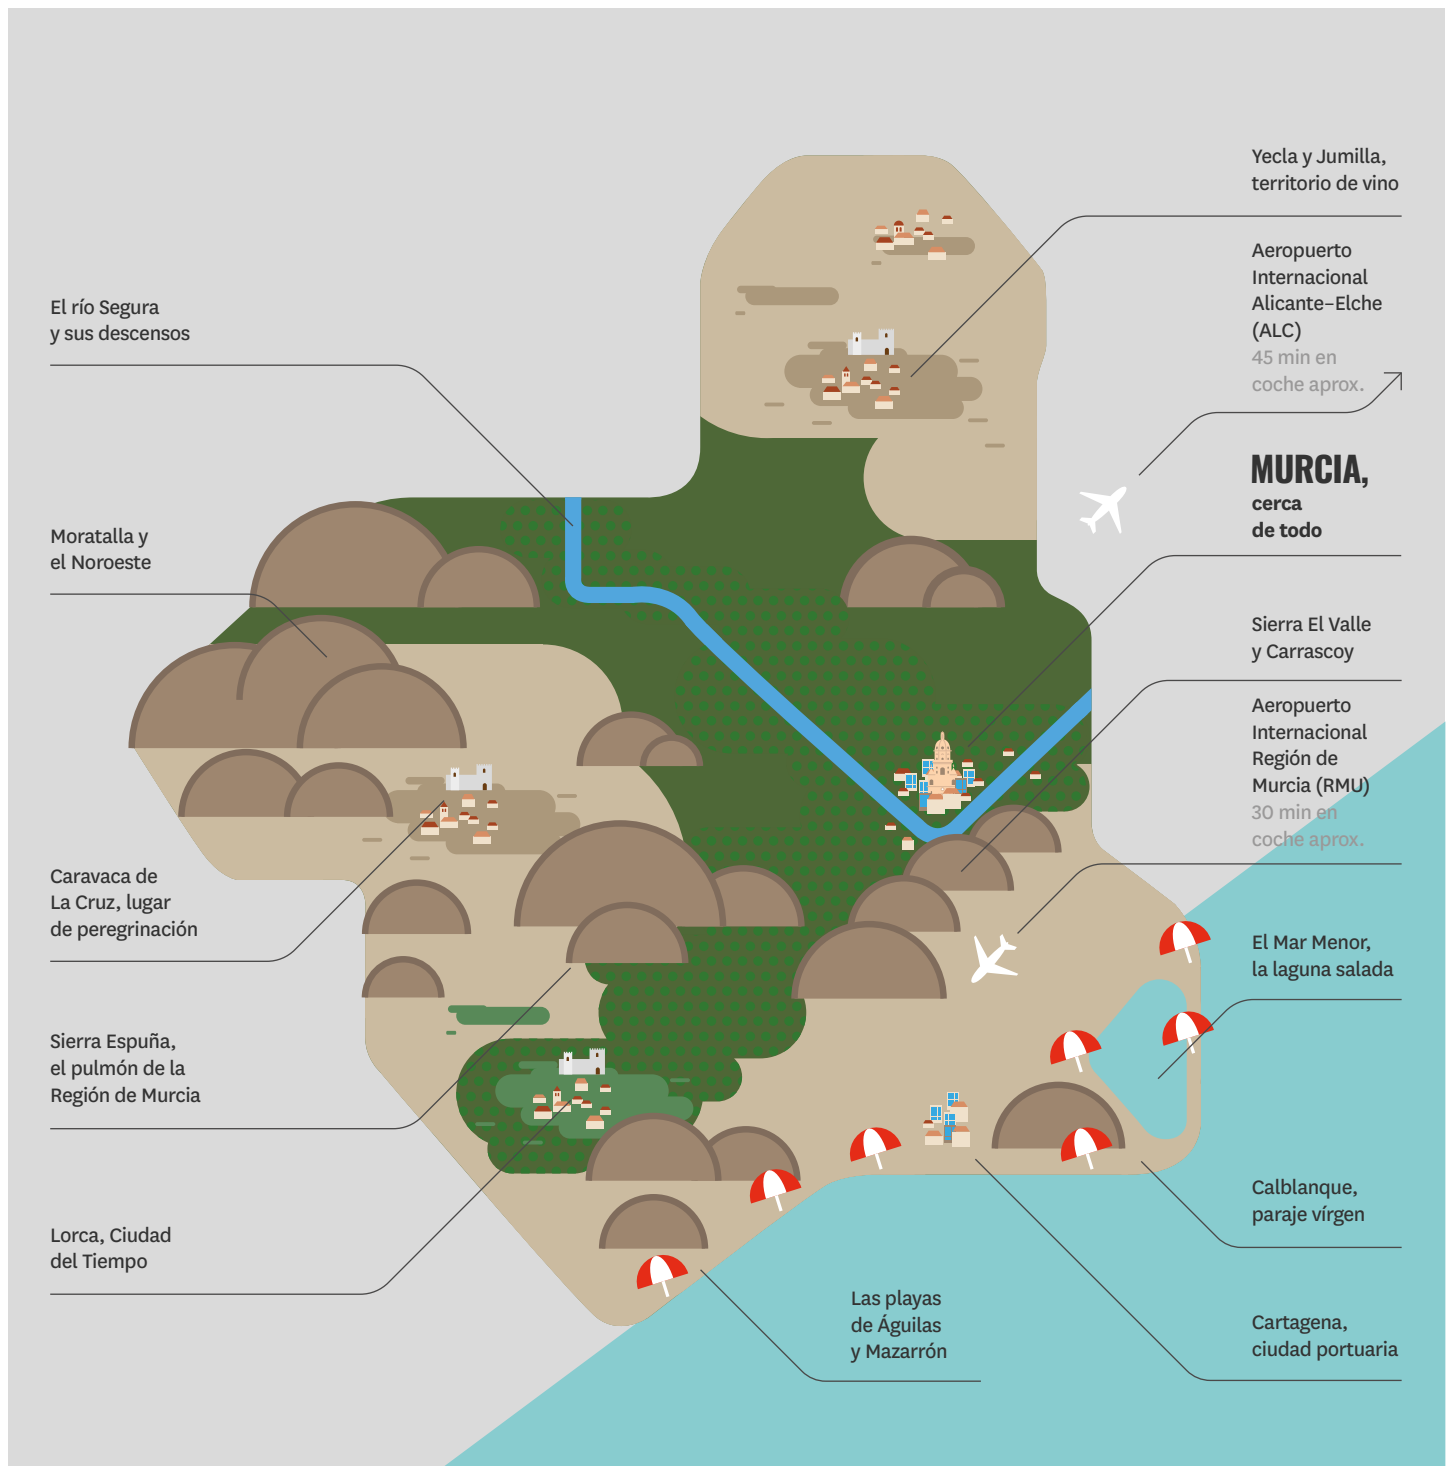 El río Segura
y sus descensos
Moratalla y
el Noroeste
Caravaca de
La Cruz, lugar
de peregrinación
Sierra Espuña,
el pulmón de la
Región de Murcia
Lorca, Ciudad
del Tiempo
Las playas
de Águilas
y Mazarrón
Yecla y Jumilla,
territorio de vino
Aeropuerto
Internacional
Alicante–Elche
(ALC)
45 min en
coche aprox.
MURCIA,
cerca
de todo
Sierra El Valle
y Carrascoy
Aeropuerto
Internacional
Región de
Murcia (RMU)
30 min en
coche aprox.
El Mar Menor,
la laguna salada
Calblanque,
paraje vírgen
Cartagena,
ciudad portuaria